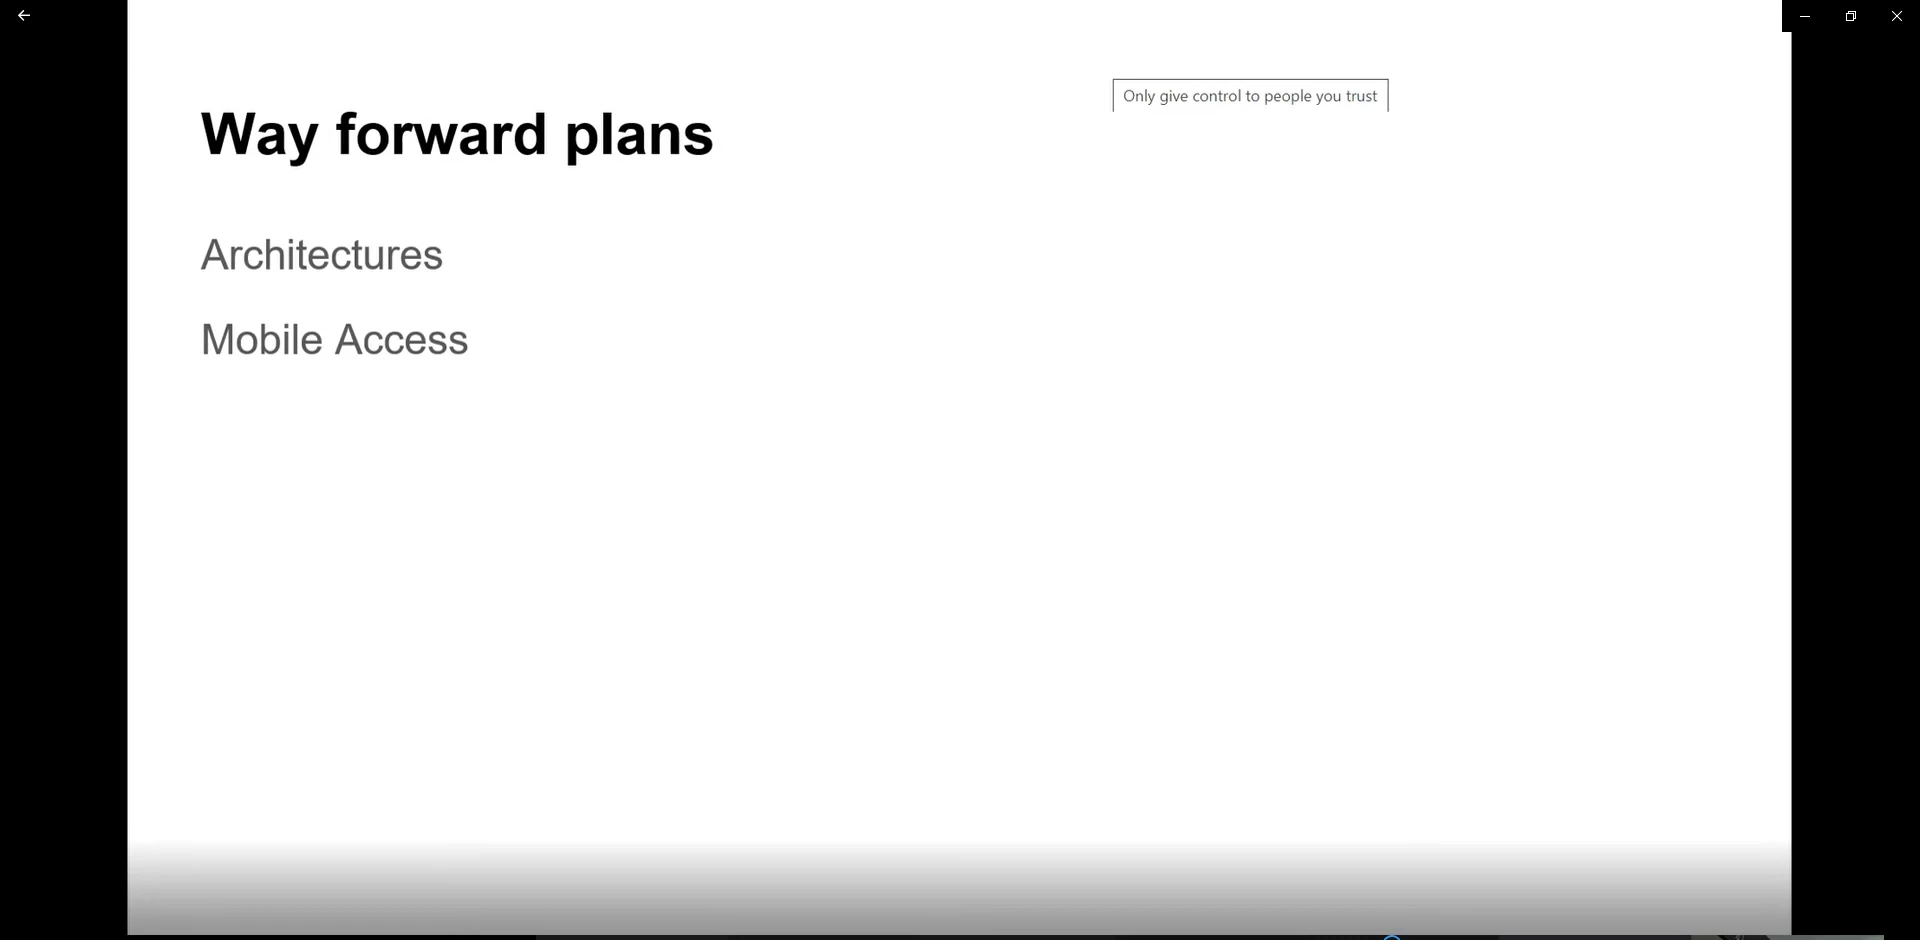 Only give control to people you trust
Way forward plans
Architectures
Mobile Access